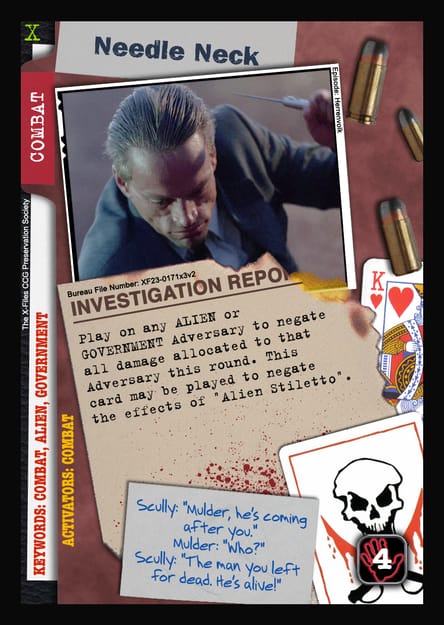 X
Needle Neck
COMBAT
Episode: Herrenvolk
The X-Files CCG Preservation Society
Bureau File Number: XF23-0171x3v2
INVESTIGATION REPO
Play on any ALIEN or
GOVERNMENT Adversary to negate
all damage allocated to that
Adversary this round. This
card may be played to negate
the effects of "Alien Stiletto".
KEYWORDS: COMBAT, ALIEN, GOVERNMENT
ACTIVATORS: COMBAT
K
Scully: "Mulder, he's coming
after you."
Mulder: "Who?"
Scully: "The man you left
for dead. He's alive!"
4